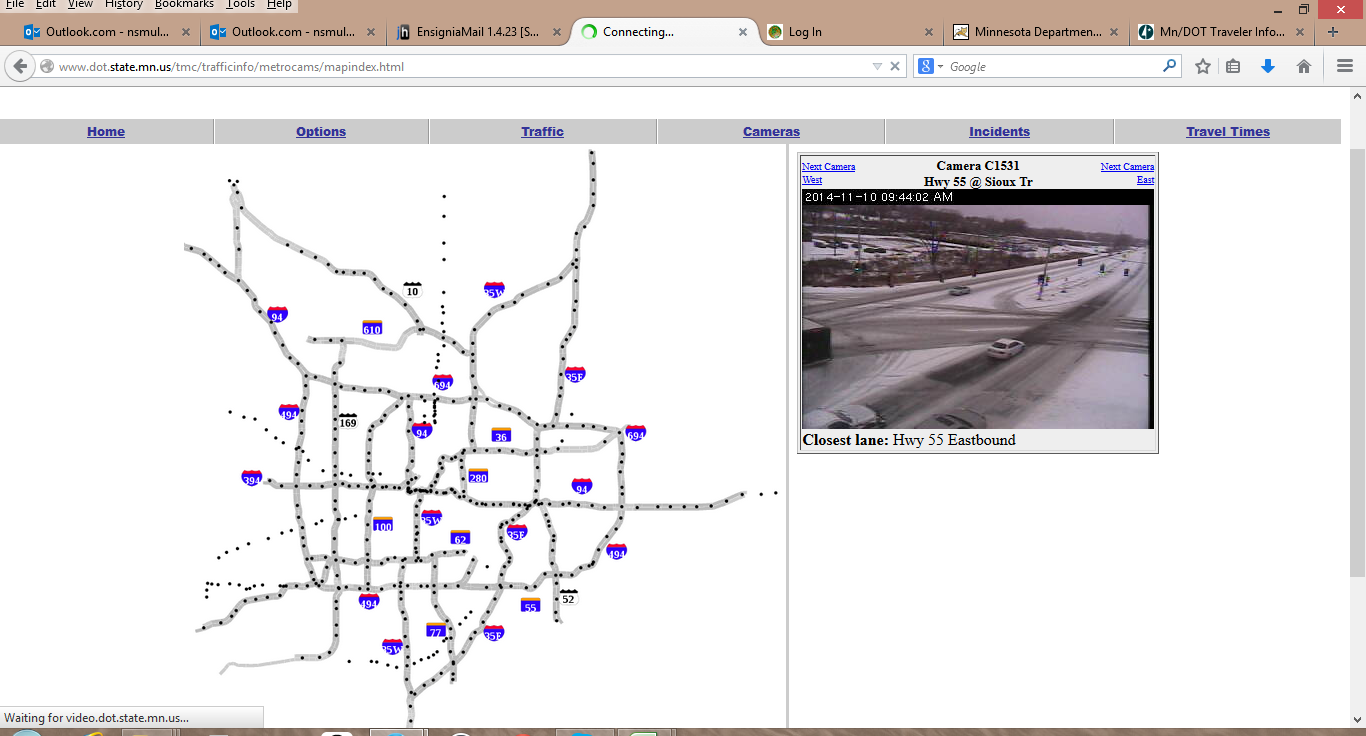 File Edit View History Bookmarks Tools Help
Outlook.com - nsmul... Outlook.com - nsmul... EnsigniaMail 1.4.23 [S... Connecting... Log In Minnesota Departmen... Mn/DOT Traveler Info...
www.dot.state.mn.us/tmc/trafficinfo/metrocams/mapindex.html Google
Home Options Traffic Cameras Incidents Travel Times
Next Camera West
Camera C1531
Hwy 55 @ Sioux Tr
Next Camera East
2014-11-10 09:44:02 AM
Closest lane: Hwy 55 Eastbound
10
35W
94
610
35E
694
494
169
94
36
694
394
280
94
35W
100
35E
62
494
494
55
52
77
35E
35W
Waiting for video.dot.state.mn.us...